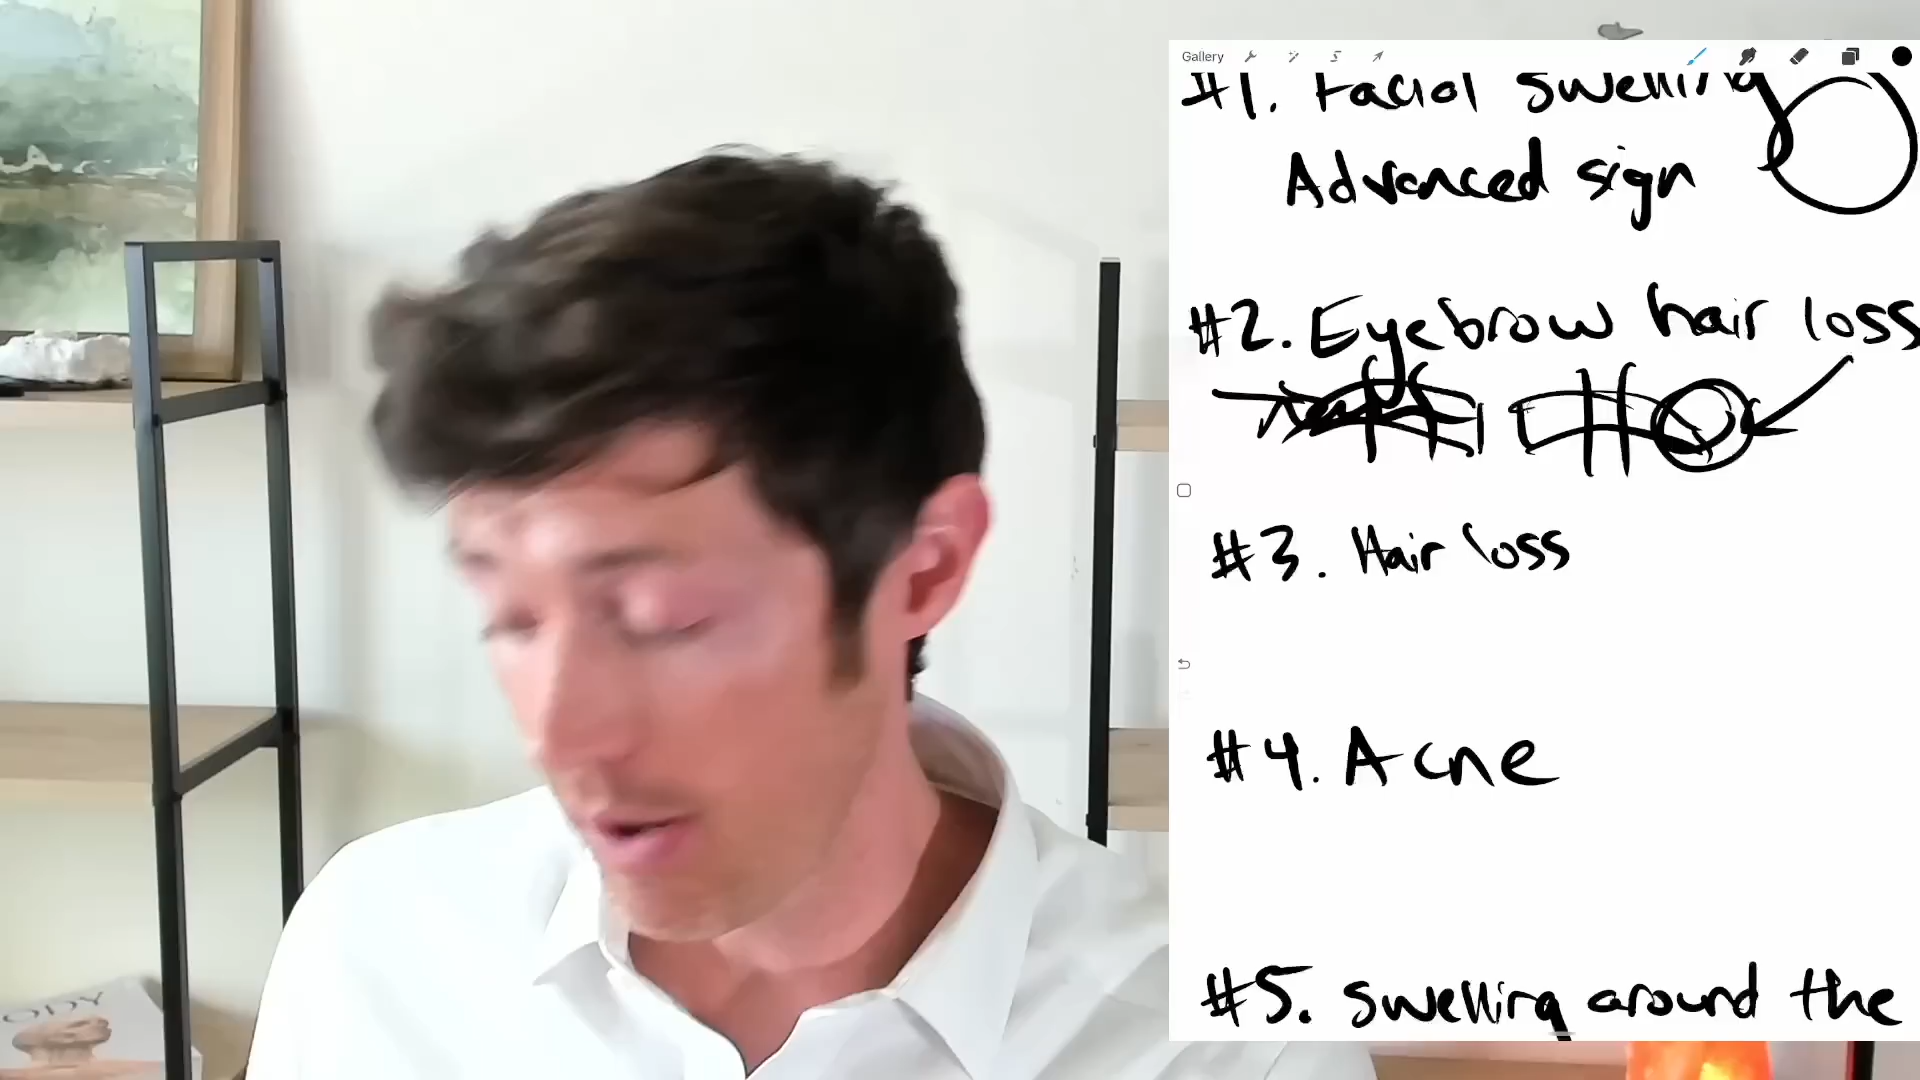 Gallery
#1. Facial swelling
Advanced sign
#2. Eyebrow hair loss
#3. Hair loss
#4. Acne
#5. swelling around the
ODY